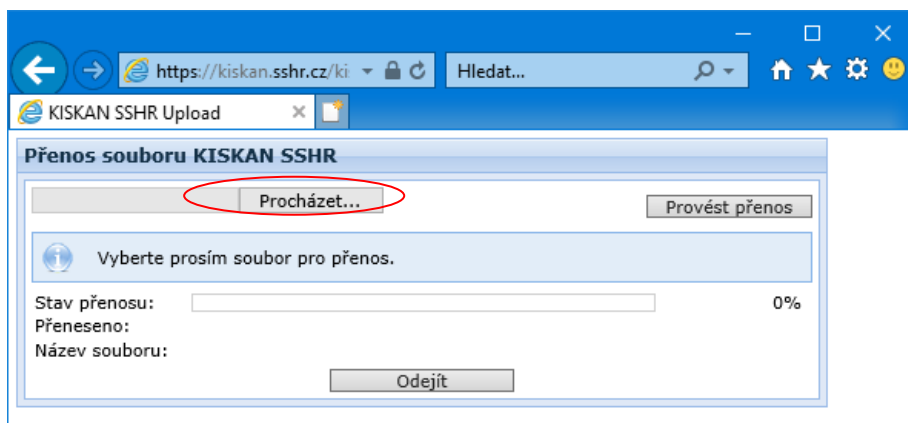 https://kiskan.sshr.cz/ki
Hledat...
KISKAN SSHR Upload
Přenos souboru KISKAN SSHR
Procházet...
Provést přenos
Vyberte prosím soubor pro přenos.
Stav přenosu: 0%
Přeneseno:
Název souboru:
Odejít